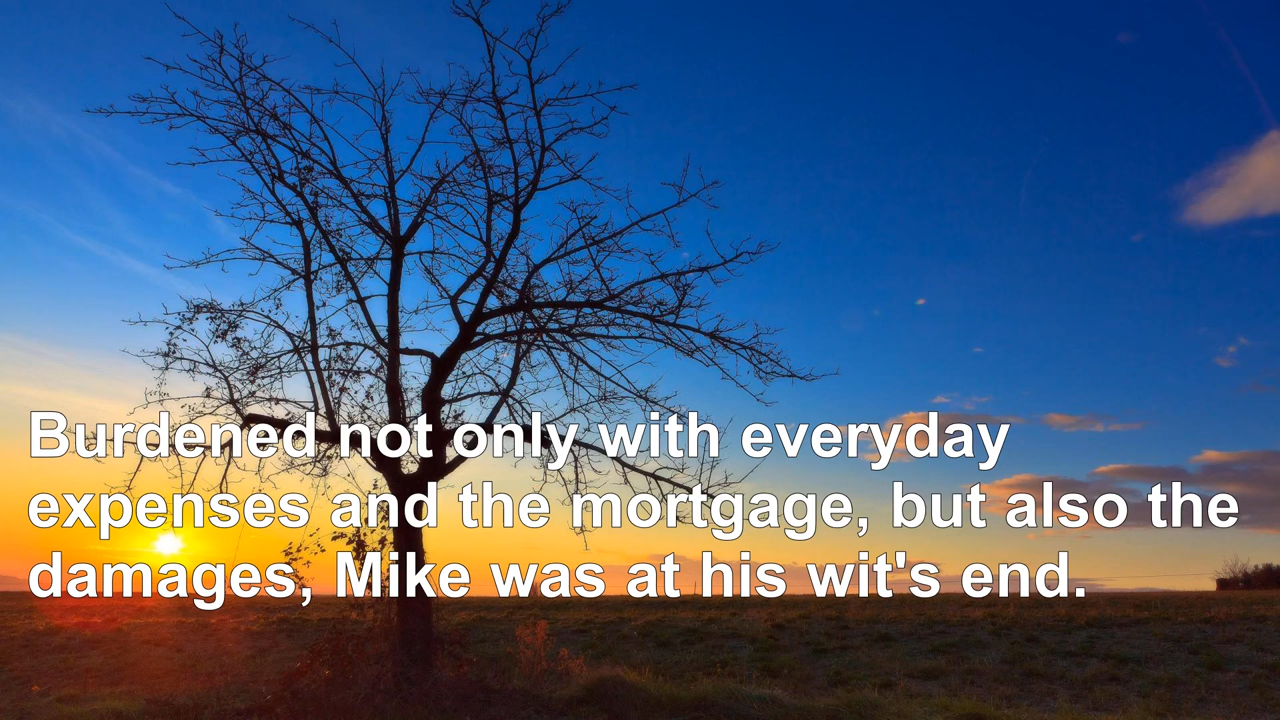 Burdened not only with everyday
expenses and the mortgage, but also the
damages, Mike was at his wit's end.